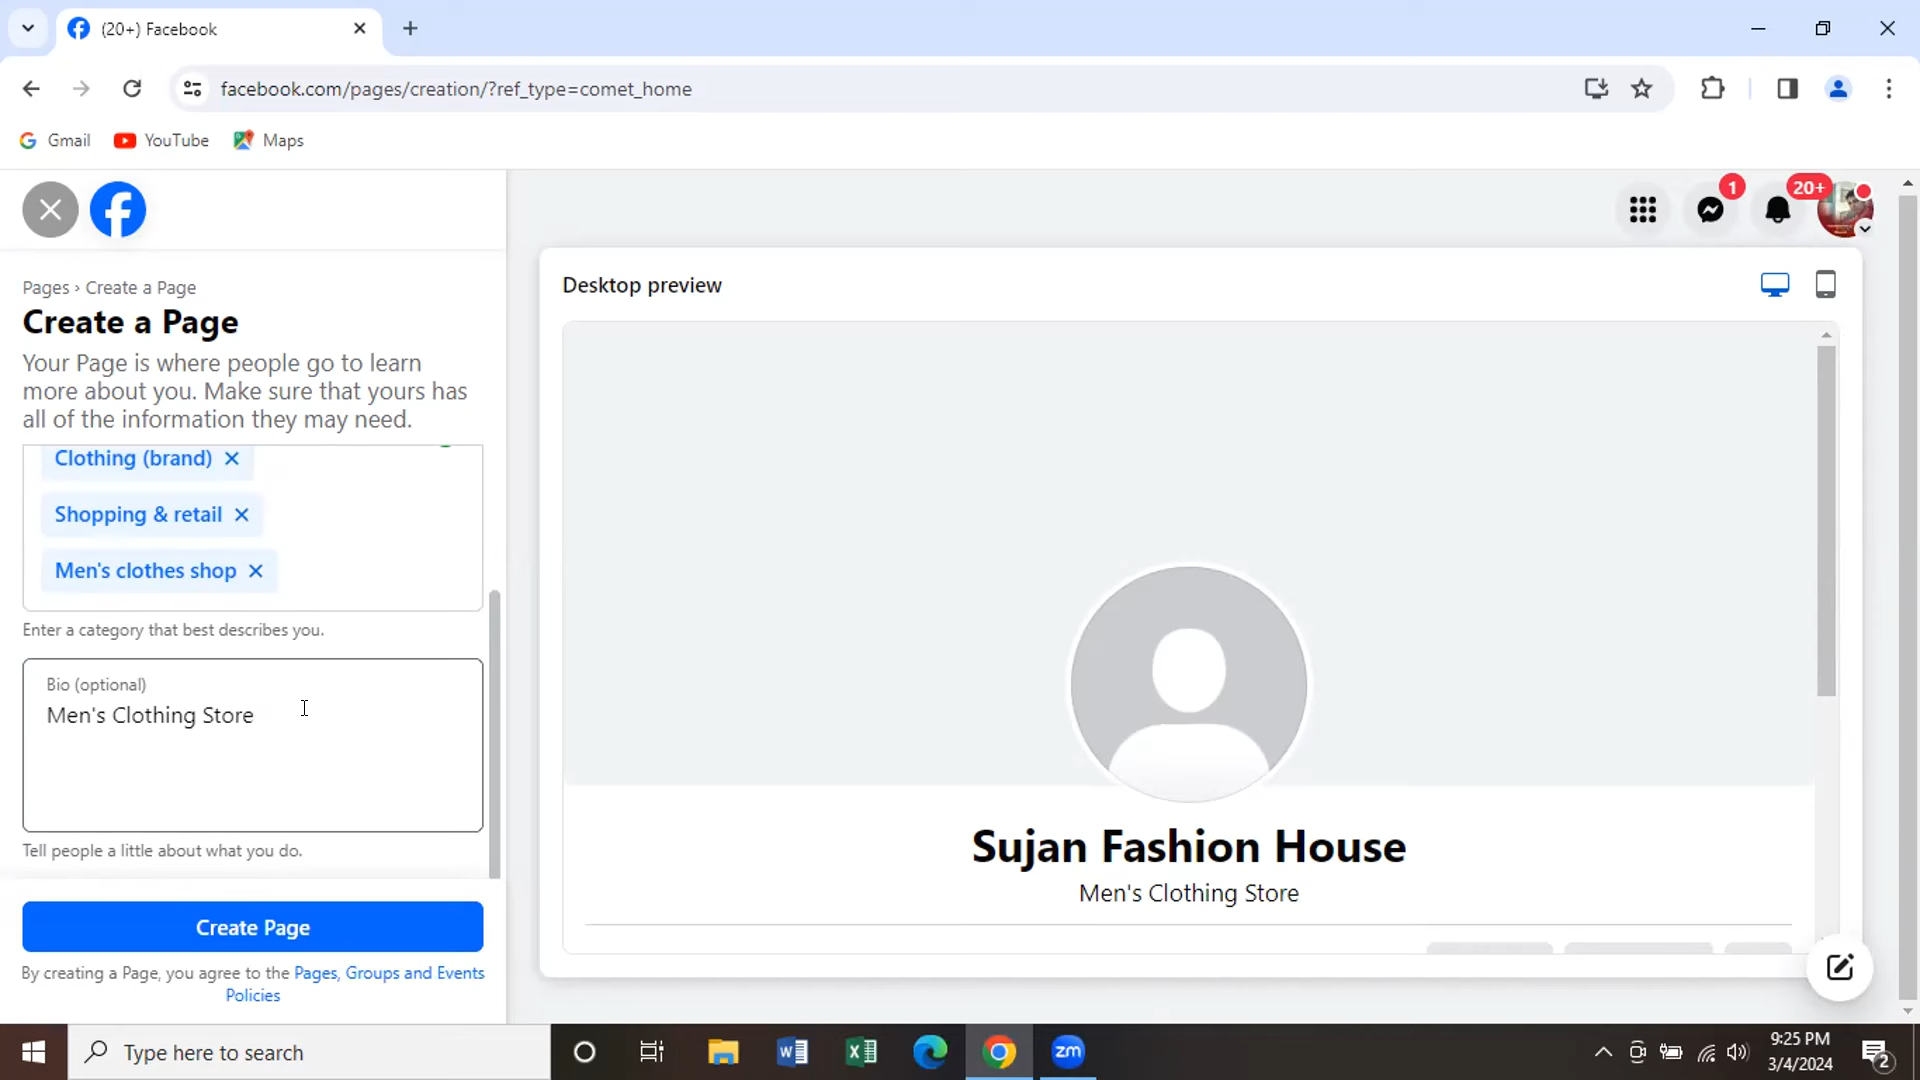 (20+) Facebook
facebook.com/pages/creation/?ref_type=comet_home
Gmail YouTube Maps
1
20+
Pages › Create a Page
Create a Page
Your Page is where people go to learn
more about you. Make sure that yours has
all of the information they may need.
Clothing (brand)
Shopping & retail
Men's clothes shop
Enter a category that best describes you.
Bio (optional)
Men's Clothing Store
Tell people a little about what you do.
Create Page
By creating a Page, you agree to the Pages, Groups and Events
Policies
Desktop preview
Sujan Fashion House
Men's Clothing Store
Type here to search
zm
9:25 PM
3/4/2024
2